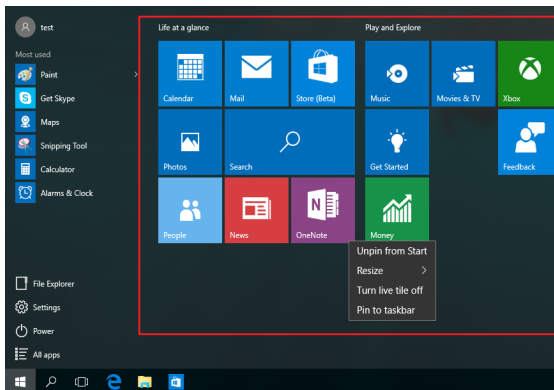 test
Most used
Paint
Get Skype
Maps
Snipping Tool
Calculator
Alarms & Clock
File Explorer
Settings
Power
All apps
Life at a glance
Calendar
Mail
Store (Beta)
Photos
Search
People
News
OneNote
Play and Explore
Music
Movies & TV
Xbox
Get Started
Feedback
Money
Unpin from Start
Resize
Turn live tile off
Pin to taskbar